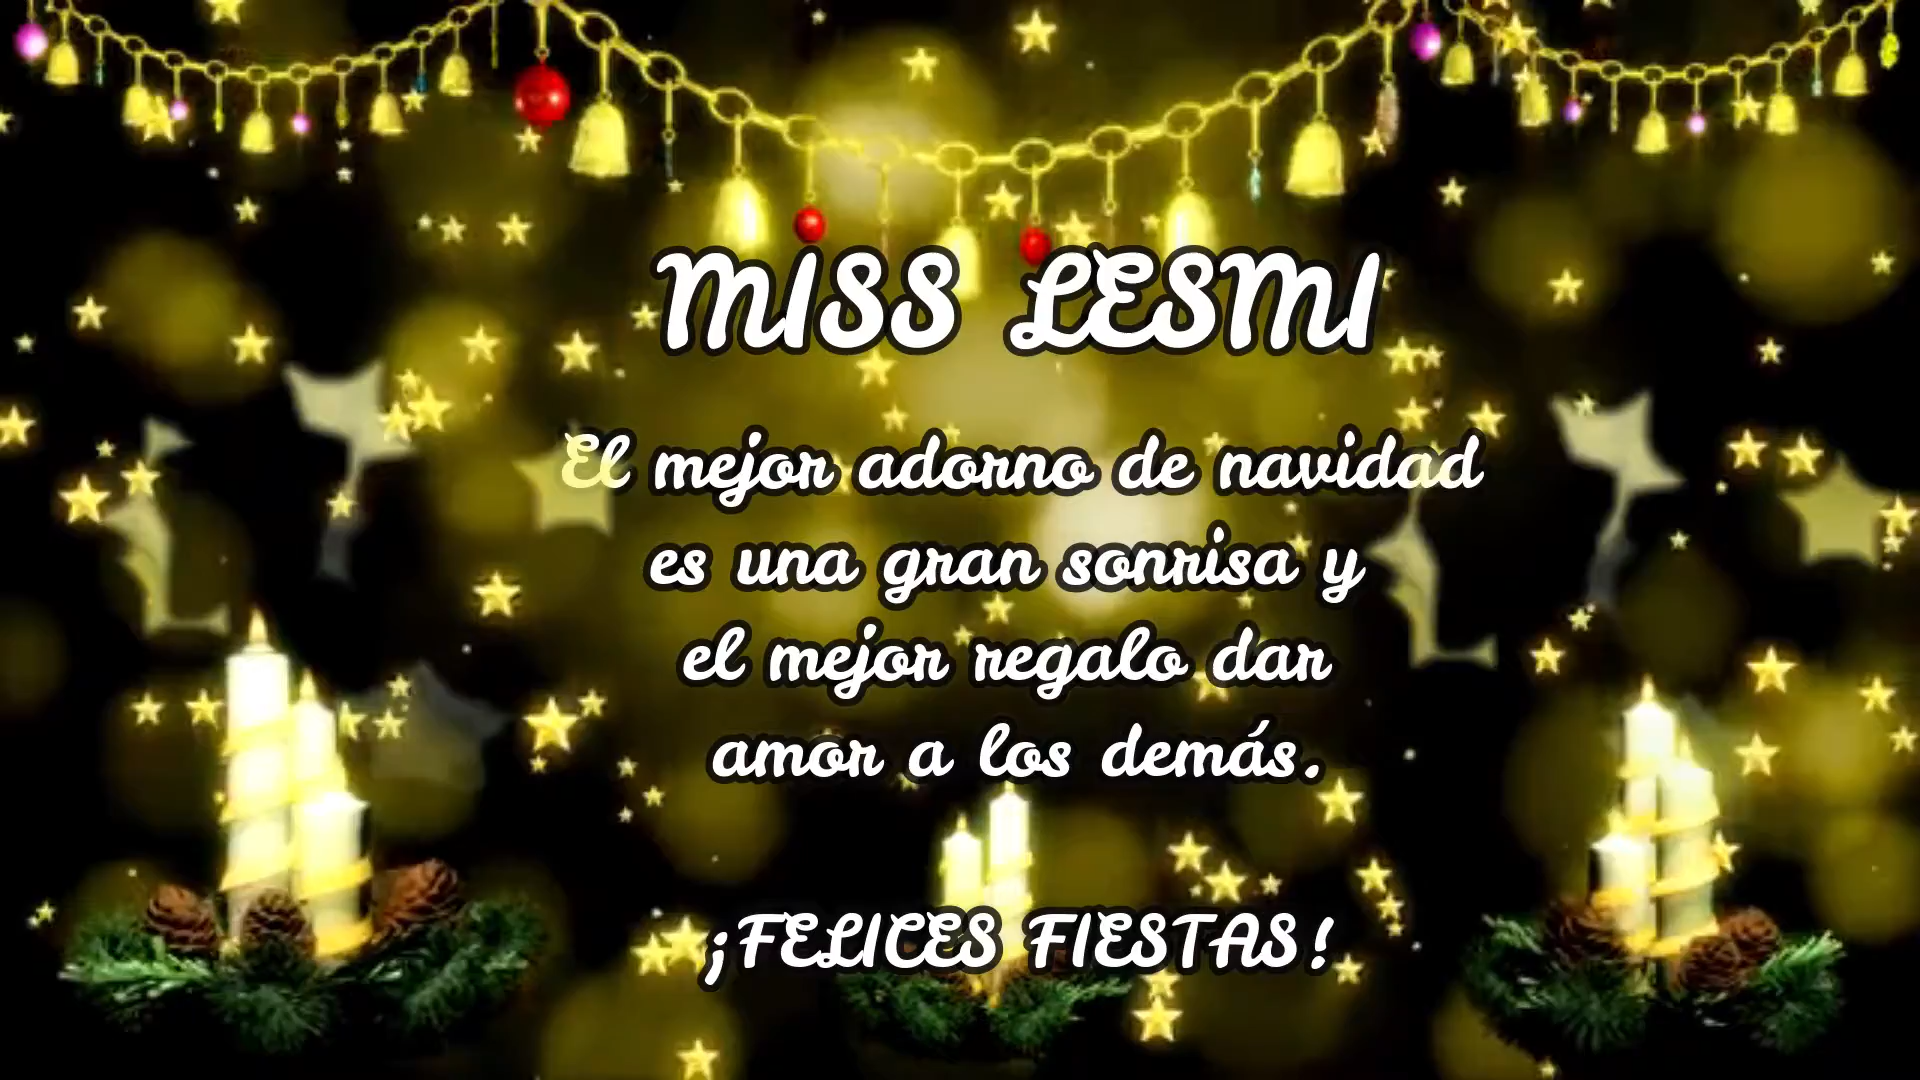 MISS LESMI
El mejor adorno de navidad
es una gran sonrisa y
el mejor regalo dar
amor a los demás.
¡FELICES FIESTAS!